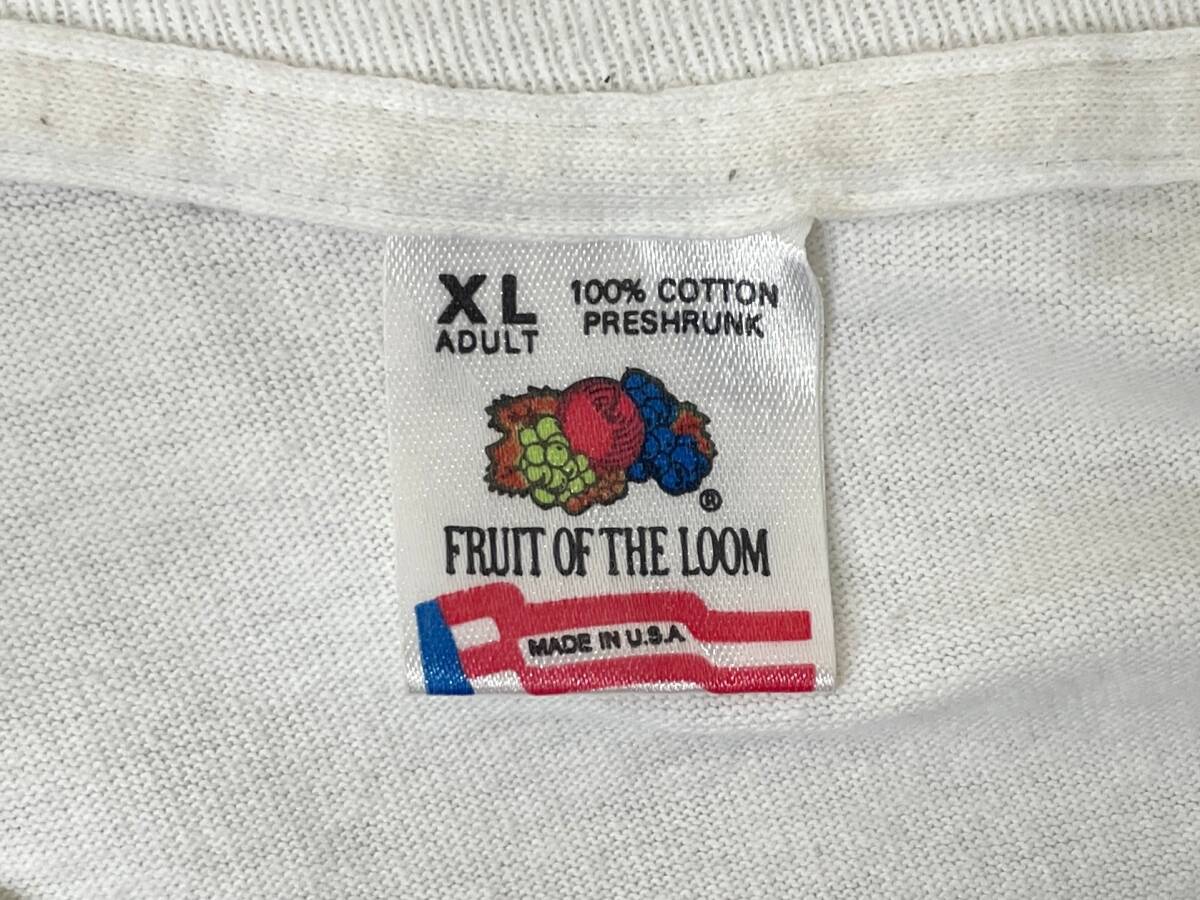 XL
ADULT
100% COTTON
PRESHRUNK
®
FRUIT OF THE LOOM
MADE IN U.S.A